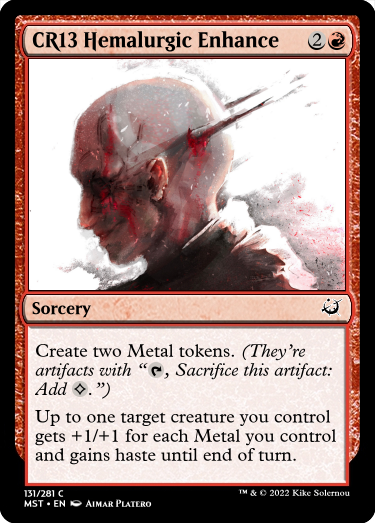 CR13 Hemalurgic Enhance 2
Sorcery
Create two Metal tokens. (They're
artifacts with “, Sacrifice this artifact:
Add .”)
Up to one target creature you control
gets +1/+1 for each Metal you control
and gains haste until end of turn.
131/281 C
MST • EN Aimar Platero
™ & © 2022 Kike Solernou